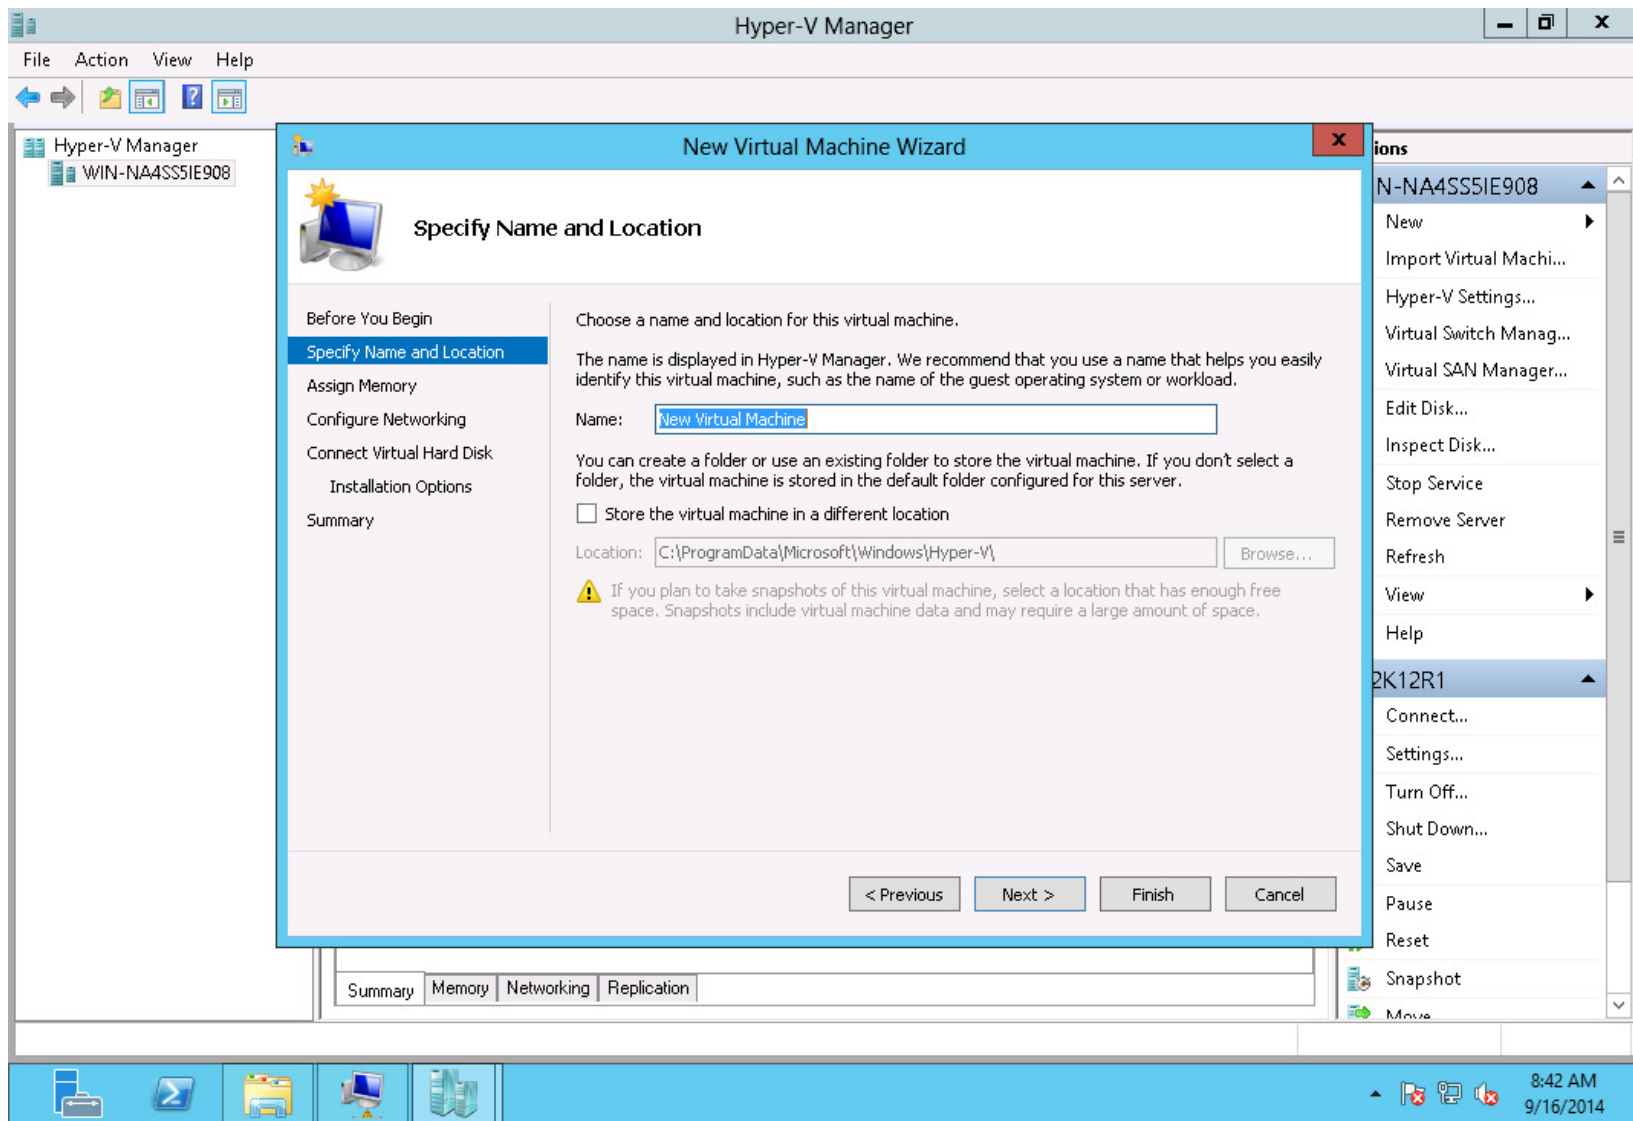 Hyper-V Manager
File Action View Help
Hyper-V Manager
WIN-NA4SS5IE908
New Virtual Machine Wizard
Specify Name and Location
Before You Begin
Specify Name and Location
Assign Memory
Configure Networking
Connect Virtual Hard Disk
Installation Options
Summary
Choose a name and location for this virtual machine.
The name is displayed in Hyper-V Manager. We recommend that you use a name that helps you easily
identify this virtual machine, such as the name of the guest operating system or workload.
Name: New Virtual Machine
You can create a folder or use an existing folder to store the virtual machine. If you don't select a
folder, the virtual machine is stored in the default folder configured for this server.
Store the virtual machine in a different location
Location: C:\ProgramData\Microsoft\Windows\Hyper-V\ Browse...
If you plan to take snapshots of this virtual machine, select a location that has enough free
space. Snapshots include virtual machine data and may require a large amount of space.
< Previous Next > Finish Cancel
ions
N-NA4SS5IE908
New
Import Virtual Machi...
Hyper-V Settings...
Virtual Switch Manag...
Virtual SAN Manager...
Edit Disk...
Inspect Disk...
Stop Service
Remove Server
Refresh
View
Help
2K12R1
Connect...
Settings...
Turn Off...
Shut Down...
Save
Pause
Reset
Snapshot
Move
Summary Memory Networking Replication
8:42 AM
9/16/2014